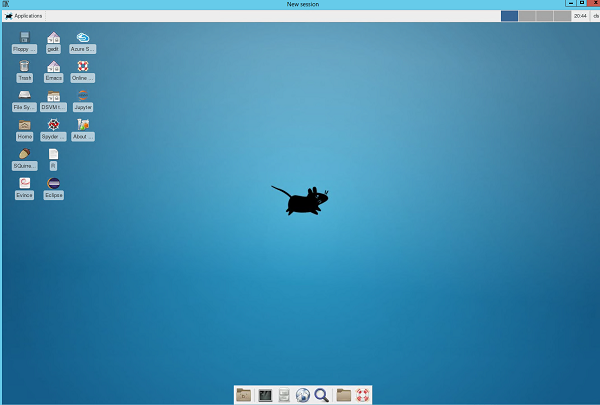 New session
Applications
20:44
ds
Floppy ...
gedit
Azure S...
Trash
Emacs
Online ...
File Sy...
DSVM t...
Jupyter
Home
Spyder ...
About ...
SQuirre...
R
Evince
Eclipse